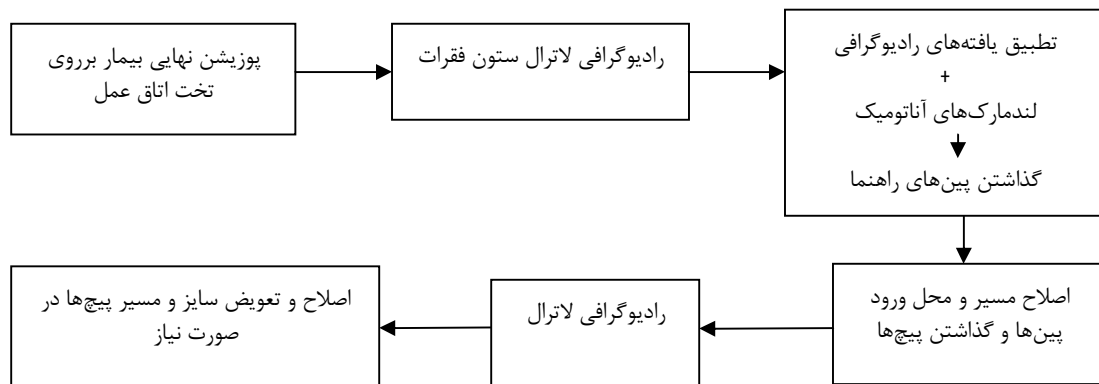 پوزیشن نهایی بیمار برروی
تخت اتاق عمل
رادیوگرافی لاترال ستون فقرات
تطبیق یافته‌های رادیوگرافی
+
لندمارک‌های آناتومیک
گذاشتن پین‌های راهنما
اصلاح مسیر و محل ورود
پین‌ها و گذاشتن پیچ‌ها
رادیوگرافی لاترال
اصلاح و تعویض سایز و مسیر پیچ‌ها در
صورت نیاز